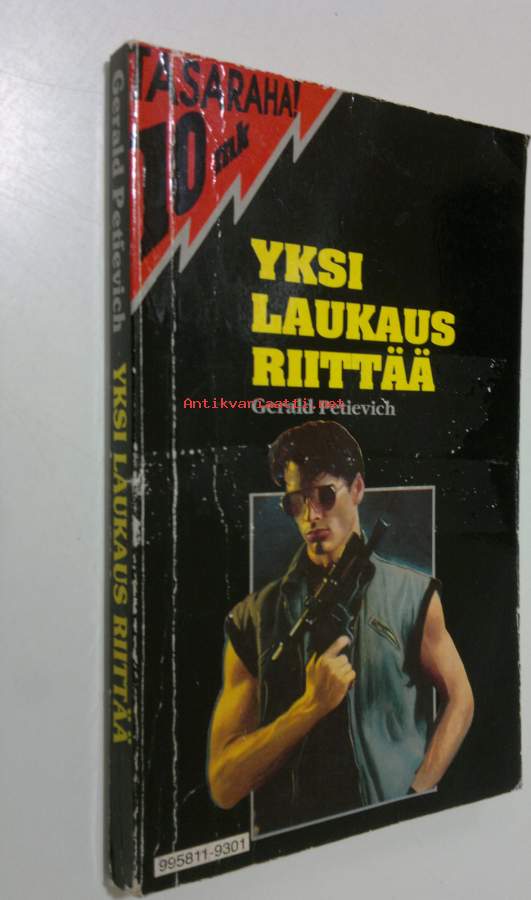 TASARAHA!
10 mk
YKSI
LAUKAUS
RIITTÄÄ
Gerald Petievich
Antikvariaatti.net
Gerald Petievich YKSI LAUKAUS RIITTÄÄ
995811-9301